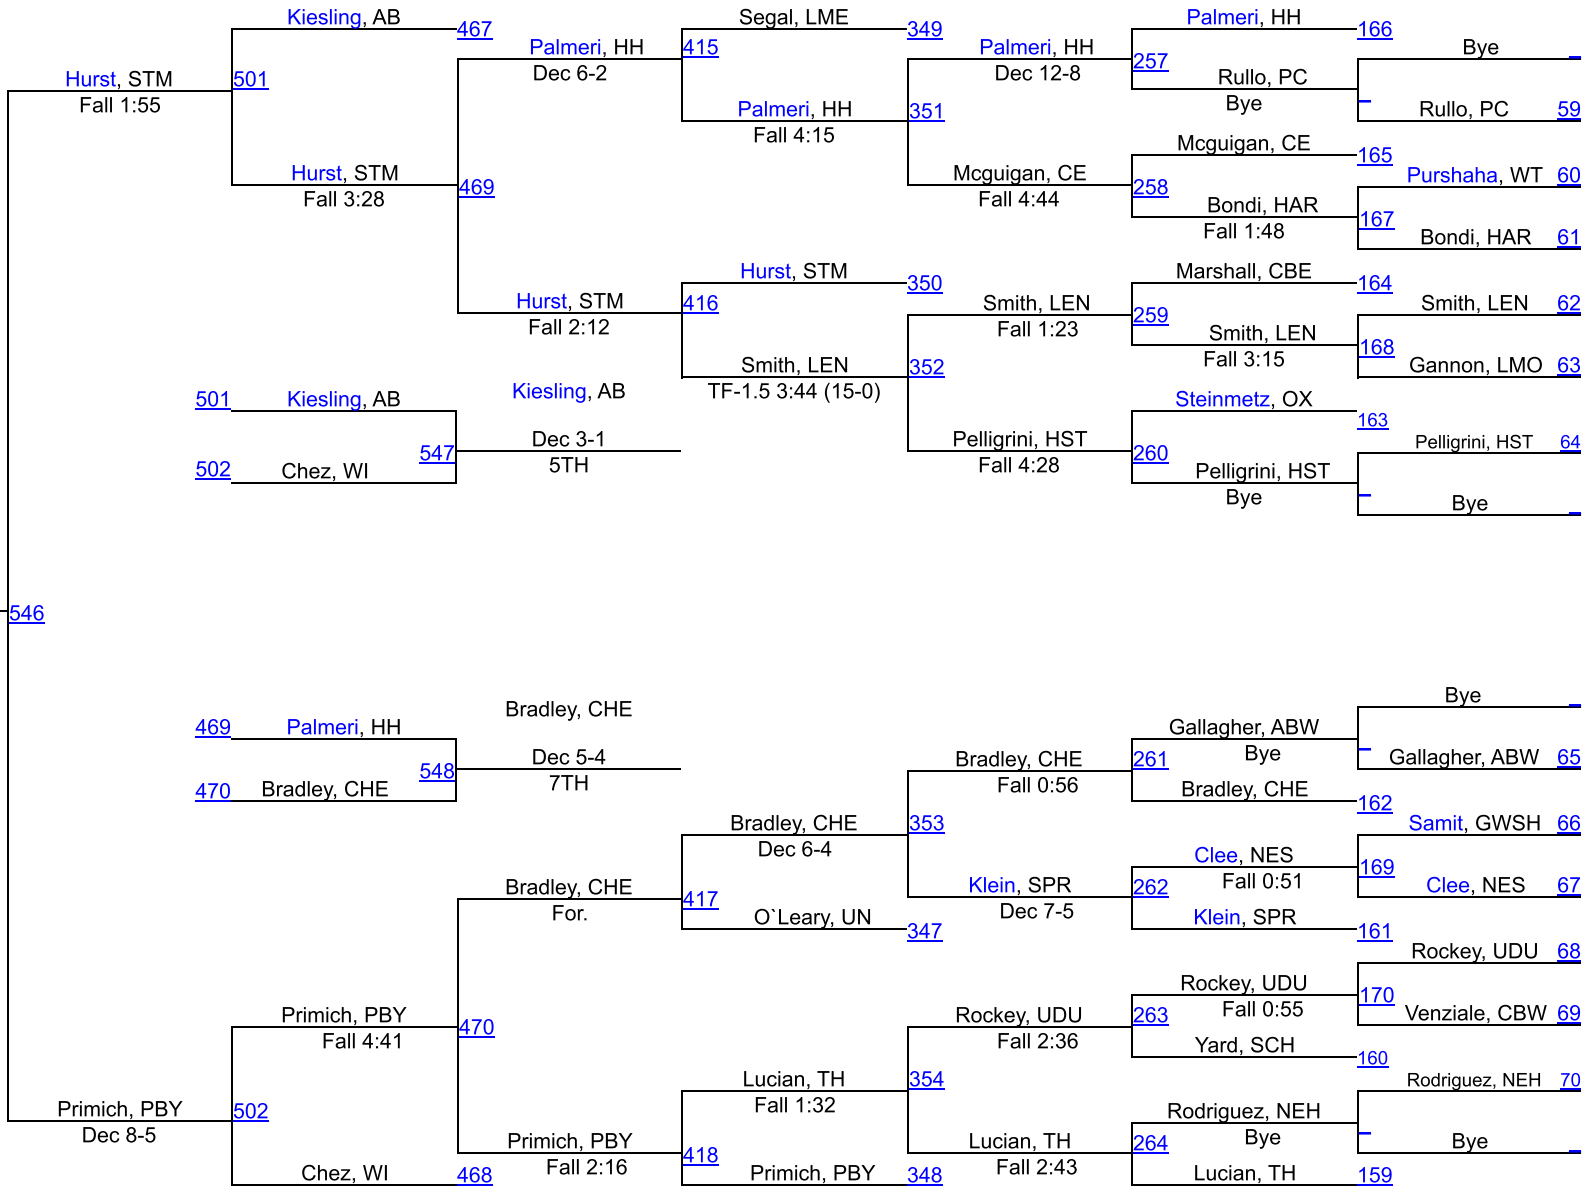 Kiesling, AB
467
Segal, LME
349
Palmeri, HH
166
Palmeri, HH
Dec 6-2
415
Palmeri, HH
Dec 12-8
257
Bye
Hurst, STM
Fall 1:55
501
Rullo, PC
Bye
Palmeri, HH
Fall 4:15
351
Rullo, PC
59
Mcguigan, CE
165
Hurst, STM
Fall 3:28
469
Mcguigan, CE
Fall 4:44
258
Purshaha, WT
60
Bondi, HAR
Fall 1:48
167
Bondi, HAR
61
Hurst, STM
350
Marshall, CBE
164
Hurst, STM
Fall 2:12
416
Smith, LEN
Fall 1:23
259
Smith, LEN
62
Smith, LEN
Fall 3:15
168
Smith, LEN
TF-1.5 3:44 (15-0)
352
Gannon, LMO
63
501
Kiesling, AB
Kiesling, AB
Steinmetz, OX
163
547
Dec 3-1
5TH
Pelligrini, HST
Fall 4:28
260
Pelligrini, HST
64
502
Chez, WI
Pelligrini, HST
Bye
Bye
546
Bye
469
Palmeri, HH
Bradley, CHE
Gallagher, ABW
Bye
548
Dec 5-4
7TH
Bradley, CHE
Fall 0:56
261
Gallagher, ABW
65
470
Bradley, CHE
Bradley, CHE
162
Bradley, CHE
Dec 6-4
353
Samit, GWSH
66
Clee, NES
Fall 0:51
169
Bradley, CHE
For.
417
Klein, SPR
Dec 7-5
262
Clee, NES
67
O`Leary, UN
347
Klein, SPR
161
Rockey, UDU
68
Rockey, UDU
Fall 0:55
170
Primich, PBY
Fall 4:41
470
Rockey, UDU
Fall 2:36
263
Venziale, CBW
69
Yard, SCH
160
Lucian, TH
Fall 1:32
354
Rodriguez, NEH
70
Primich, PBY
Dec 8-5
502
Rodriguez, NEH
Bye
Primich, PBY
Fall 2:16
418
Lucian, TH
Fall 2:43
264
Bye
Chez, WI
468
Primich, PBY
348
Lucian, TH
159